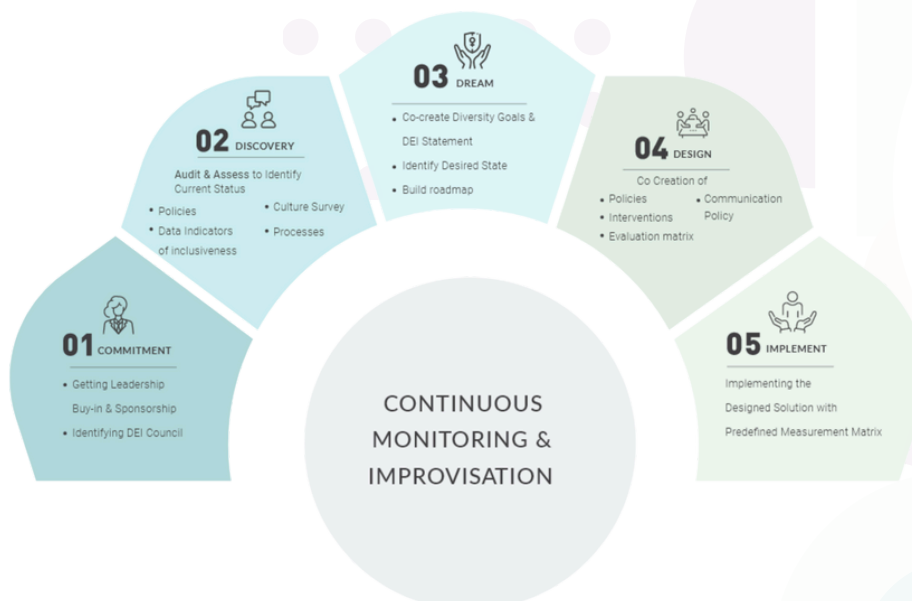 01 COMMITMENT
Getting Leadership
Buy-in & Sponsorship
Identifying DEI Council
02 DISCOVERY
Audit & Assess to Identify
Current Status
Policies
Data Indicators
of inclusiveness
Culture Survey
Processes
03 DREAM
Co-create Diversity Goals &
DEI Statement
Identify Desired State
Build roadmap
04 DESIGN
Co Creation of
Policies
Interventions
Evaluation matrix
Communication
Policy
05 IMPLEMENT
Implementing the
Designed Solution with
Predefined Measurement Matrix
CONTINUOUS
MONITORING &
IMPROVISATION